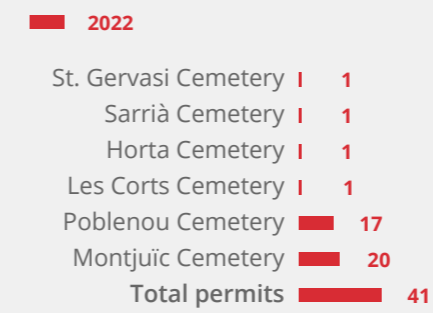 2022
St. Gervasi Cemetery 1
Sarrià Cemetery 1
Horta Cemetery 1
Les Corts Cemetery 1
Poblenou Cemetery 17
Montjuïc Cemetery 20
Total permits 41